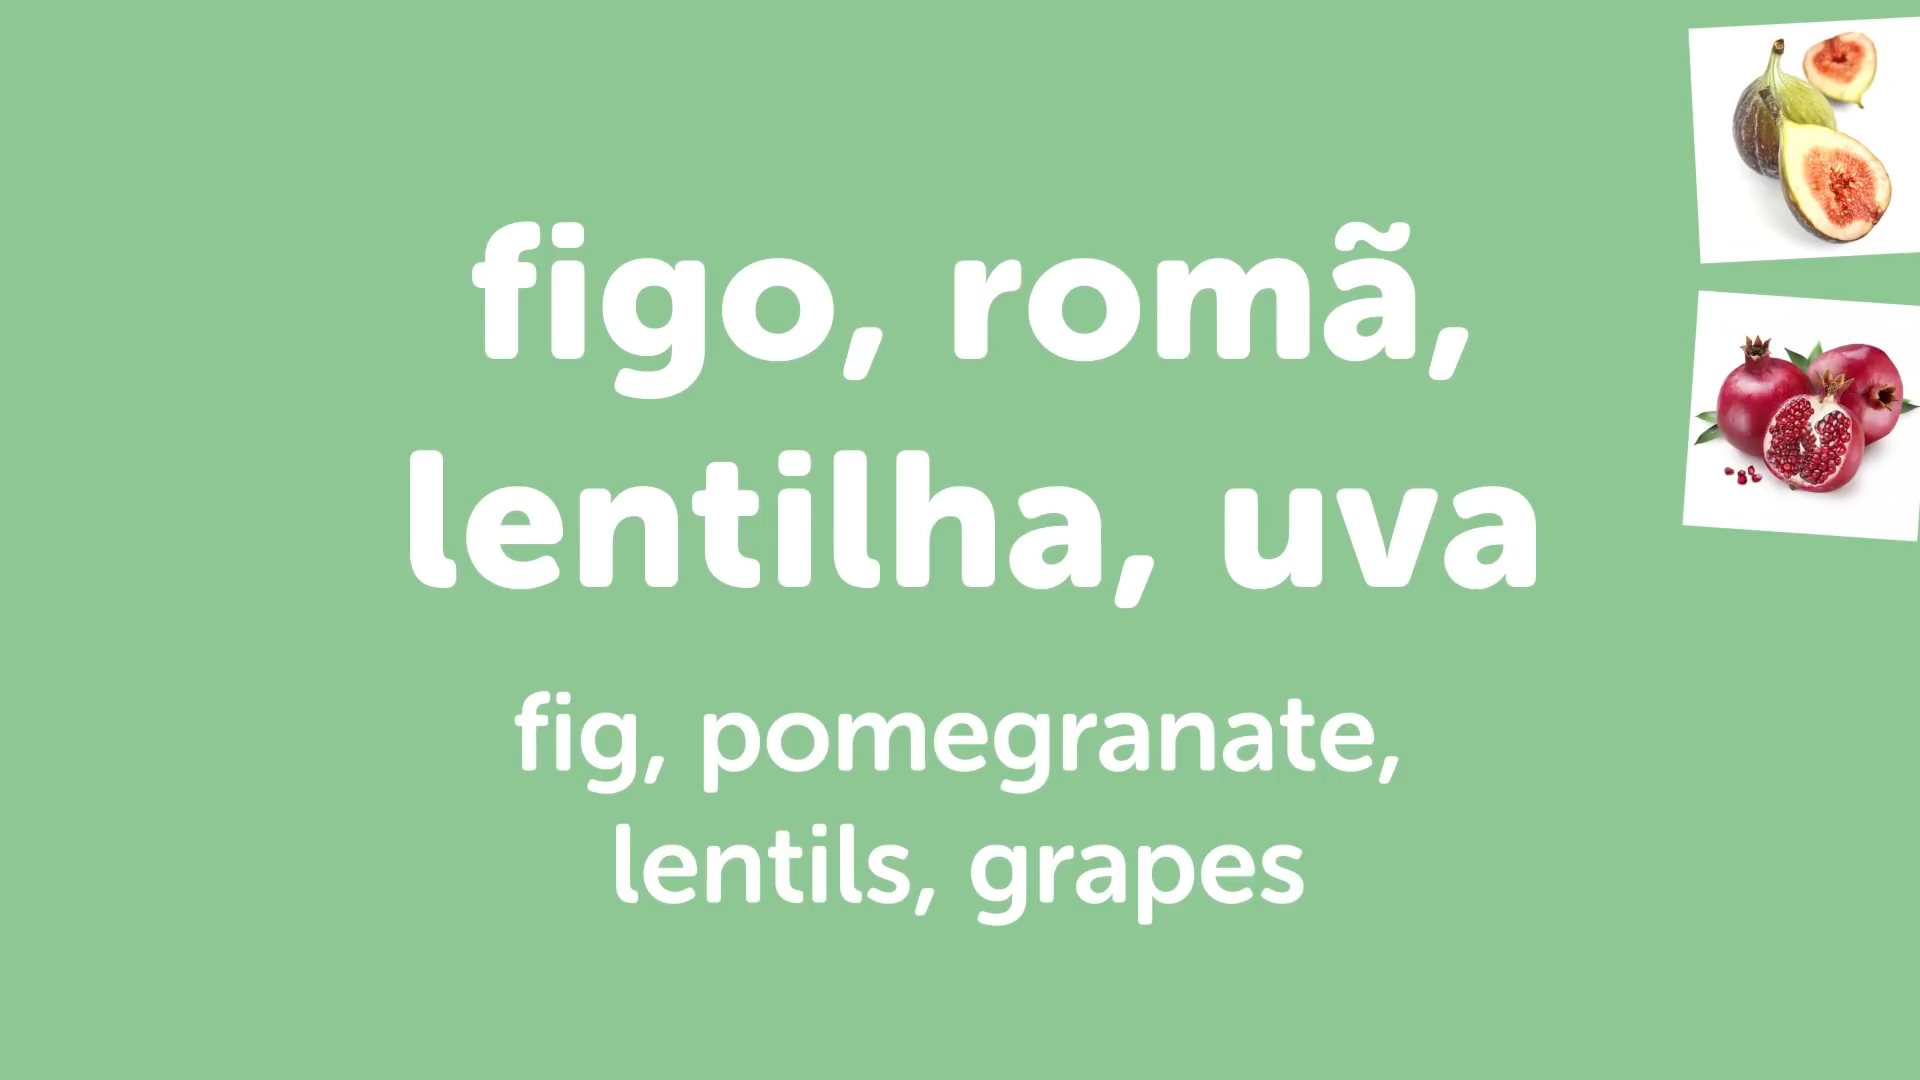 figo, romã,
lentilha, uva
fig, pomegranate,
lentils, grapes